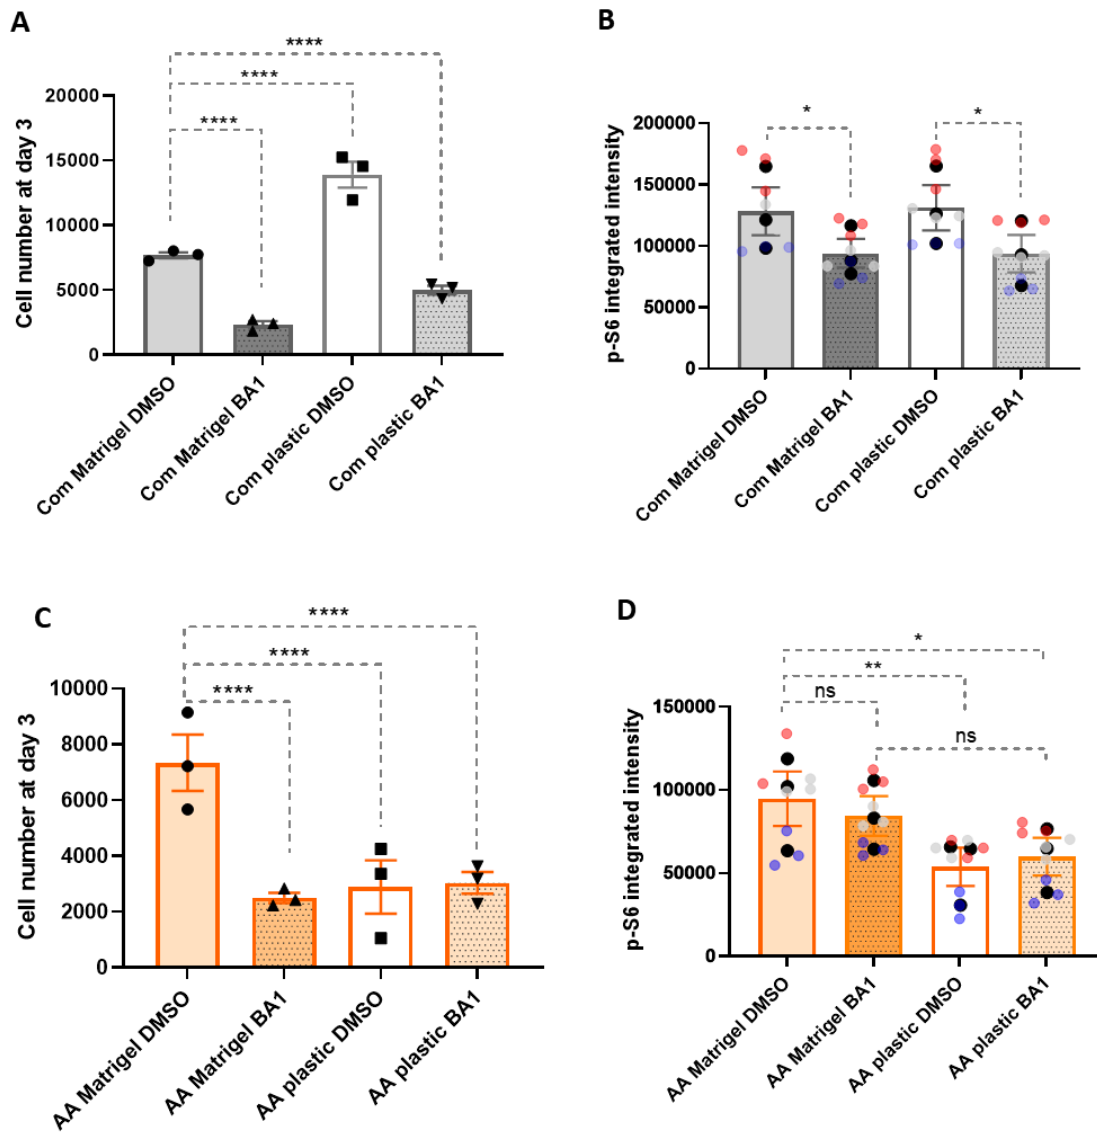 A
****
****
****
Cell number at day 3
20000
15000
10000
5000
0
Com Matrigel DMSO
Com Matrigel BA1
Com plastic DMSO
Com plastic BA1
B
*
*
p-S6 integrated intensity
200000
150000
100000
50000
0
Com Matrigel DMSO
Com Matrigel BA1
Com plastic DMSO
Com plastic BA1
C
****
****
****
Cell number at day 3
10000
8000
6000
4000
2000
0
AA Matrigel DMSO
AA Matrigel BA1
AA plastic DMSO
AA plastic BA1
D
*
**
ns
ns
p-S6 integrated intensity
150000
100000
50000
0
AA Matrigel DMSO
AA Matrigel BA1
AA plastic DMSO
AA plastic BA1